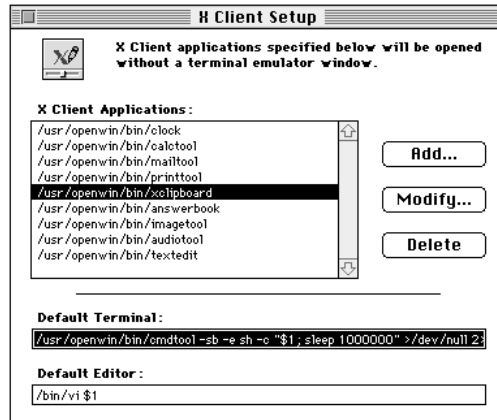 X Client Setup
X Client applications specified below will be opened
without a terminal emulator window.
X Client Applications:
/usr/openwin/bin/clock
/usr/openwin/bin/calctool
/usr/openwin/bin/mailtool
/usr/openwin/bin/printtool
/usr/openwin/bin/xclipboard
/usr/openwin/bin/answerbook
/usr/openwin/bin/imagetool
/usr/openwin/bin/audiotool
/usr/openwin/bin/textedit
Add...
Modify...
Delete
Default Terminal:
/usr/openwin/bin/cmdtool -sb -e sh -c "$1; sleep 1000000" >/dev/null 2>
Default Editor:
/bin/vi $1